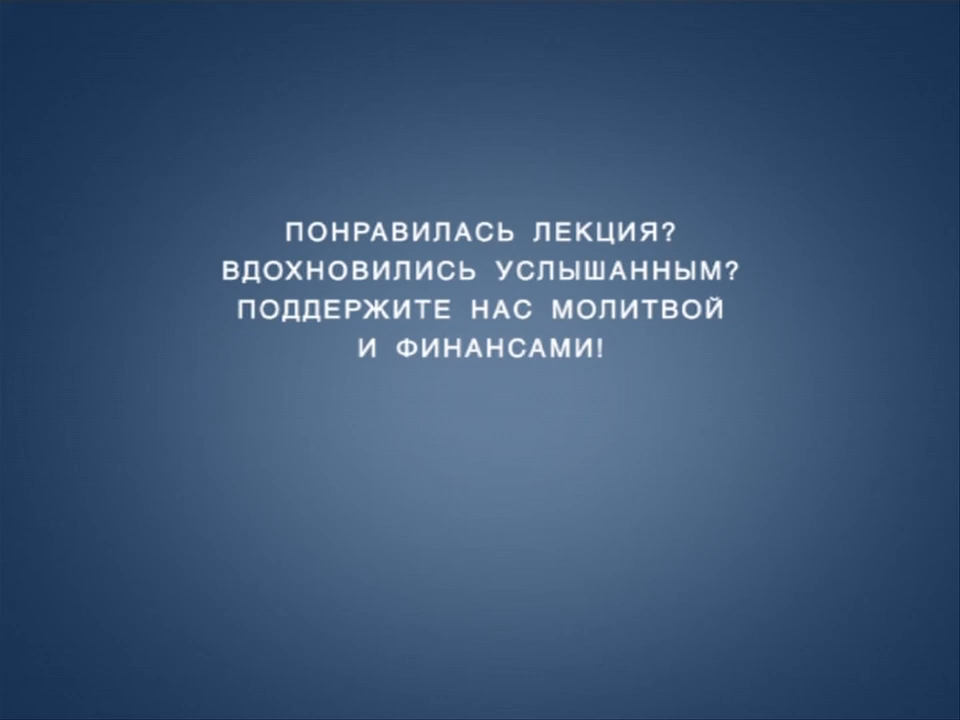 ПОНРАВИЛАСЬ ЛЕКЦИЯ?
ВДОХНОВИЛИСЬ УСЛЫШАННЫМ?
ПОДДЕРЖИТЕ НАС МОЛИТВОЙ
И ФИНАНСАМИ!